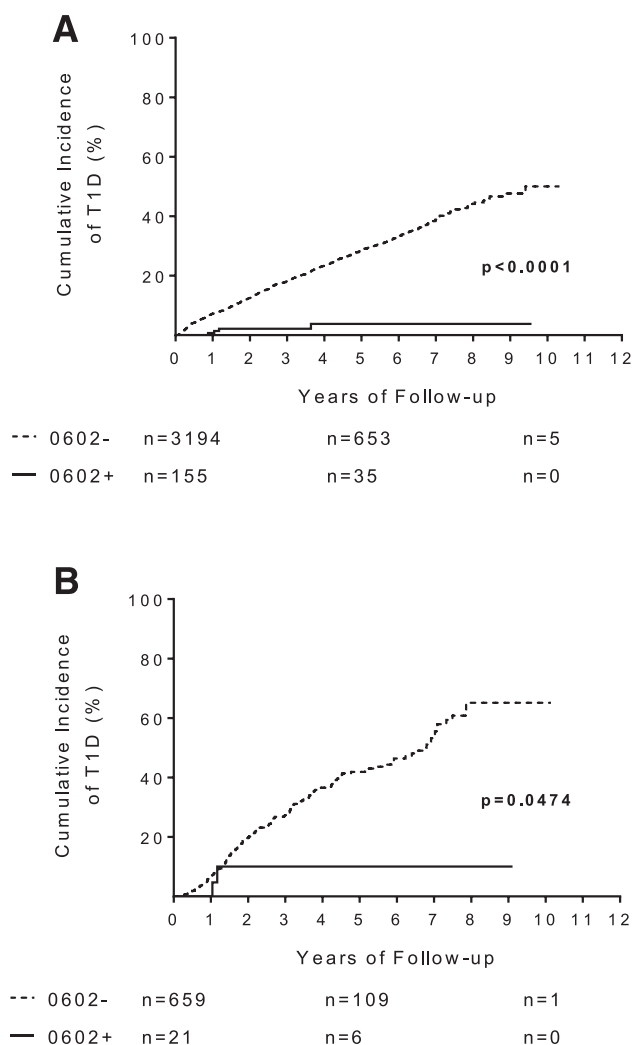 A
Cumulative Incidence
of T1D (%)
100
80
60
40
20
p<0.0001
0 1 2 3 4 5 6 7 8 9 10 11 12
Years of Follow-up
0602- n=3194 n=653 n=5
0602+ n=155 n=35 n=0
B
Cumulative Incidence
of T1D (%)
100
80
60
40
20
p=0.0474
0 1 2 3 4 5 6 7 8 9 10 11 12
Years of Follow-up
0602- n=659 n=109 n=1
0602+ n=21 n=6 n=0